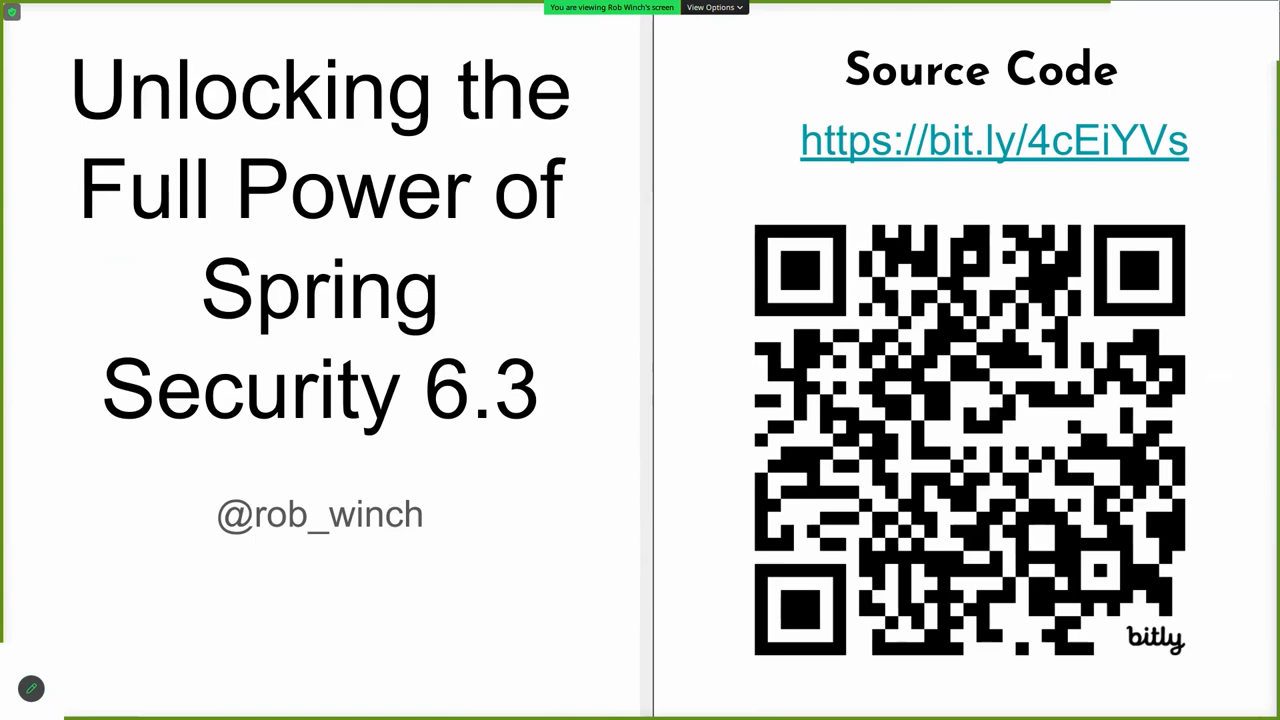 You are viewing Rob Winch's screen
View Options
Unlocking the
Full Power of
Spring
Security 6.3
@rob_winch
Source Code
https://bit.ly/4cEiYVs
bitly